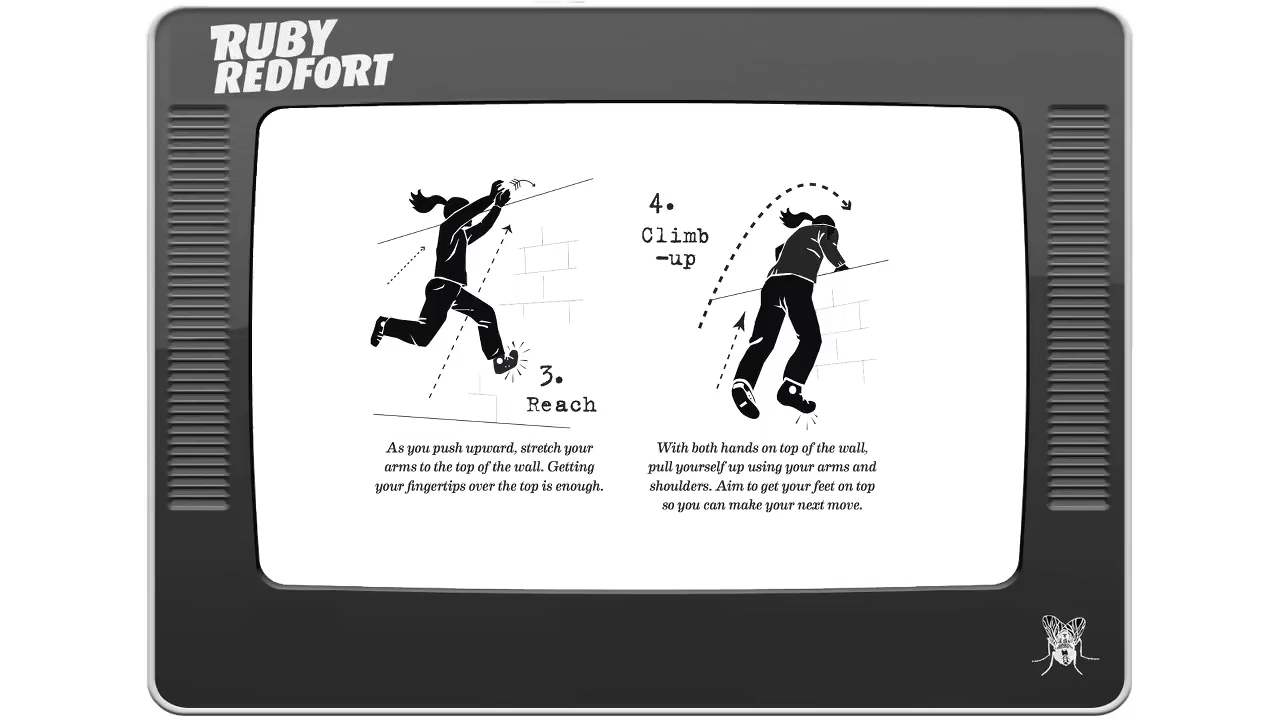 RUBY
REDFORT
3.
Reach
As you push upward, stretch your
arms to the top of the wall. Getting
your fingertips over the top is enough.
4.
Climb
-up
With both hands on top of the wall,
pull yourself up using your arms and
shoulders. Aim to get your feet on top
so you can make your next move.